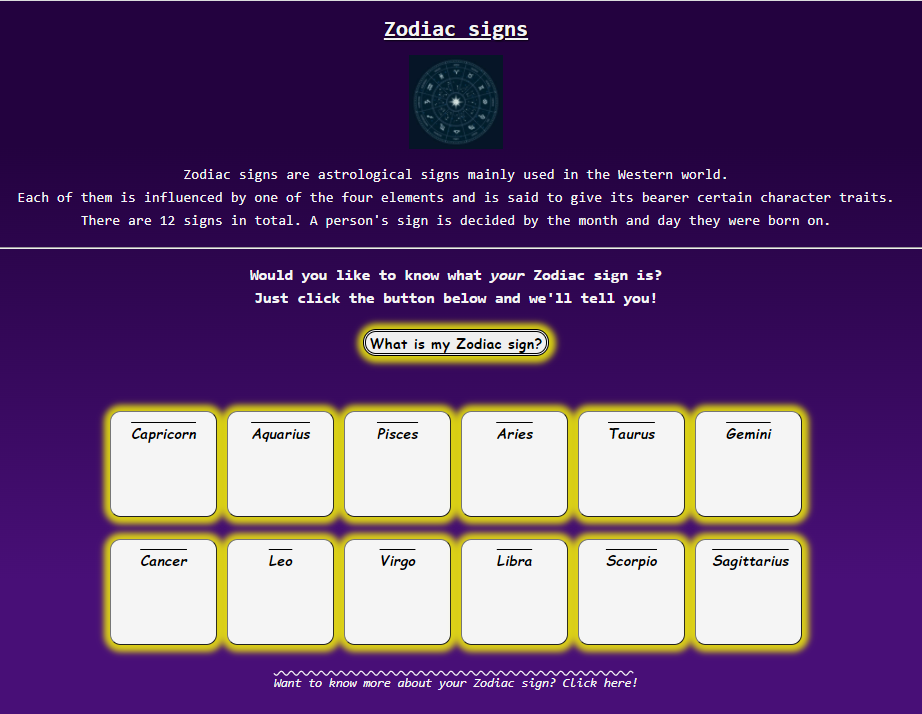 Zodiac signs
Zodiac signs are astrological signs mainly used in the Western world.
Each of them is influenced by one of the four elements and is said to give its bearer certain character traits.
There are 12 signs in total. A person's sign is decided by the month and day they were born on.
Would you like to know what your Zodiac sign is?
Just click the button below and we'll tell you!
What is my Zodiac sign?
Capricorn Aquarius Pisces Aries Taurus Gemini
Cancer Leo Virgo Libra Scorpio Sagittarius
Want to know more about your Zodiac sign? Click here!